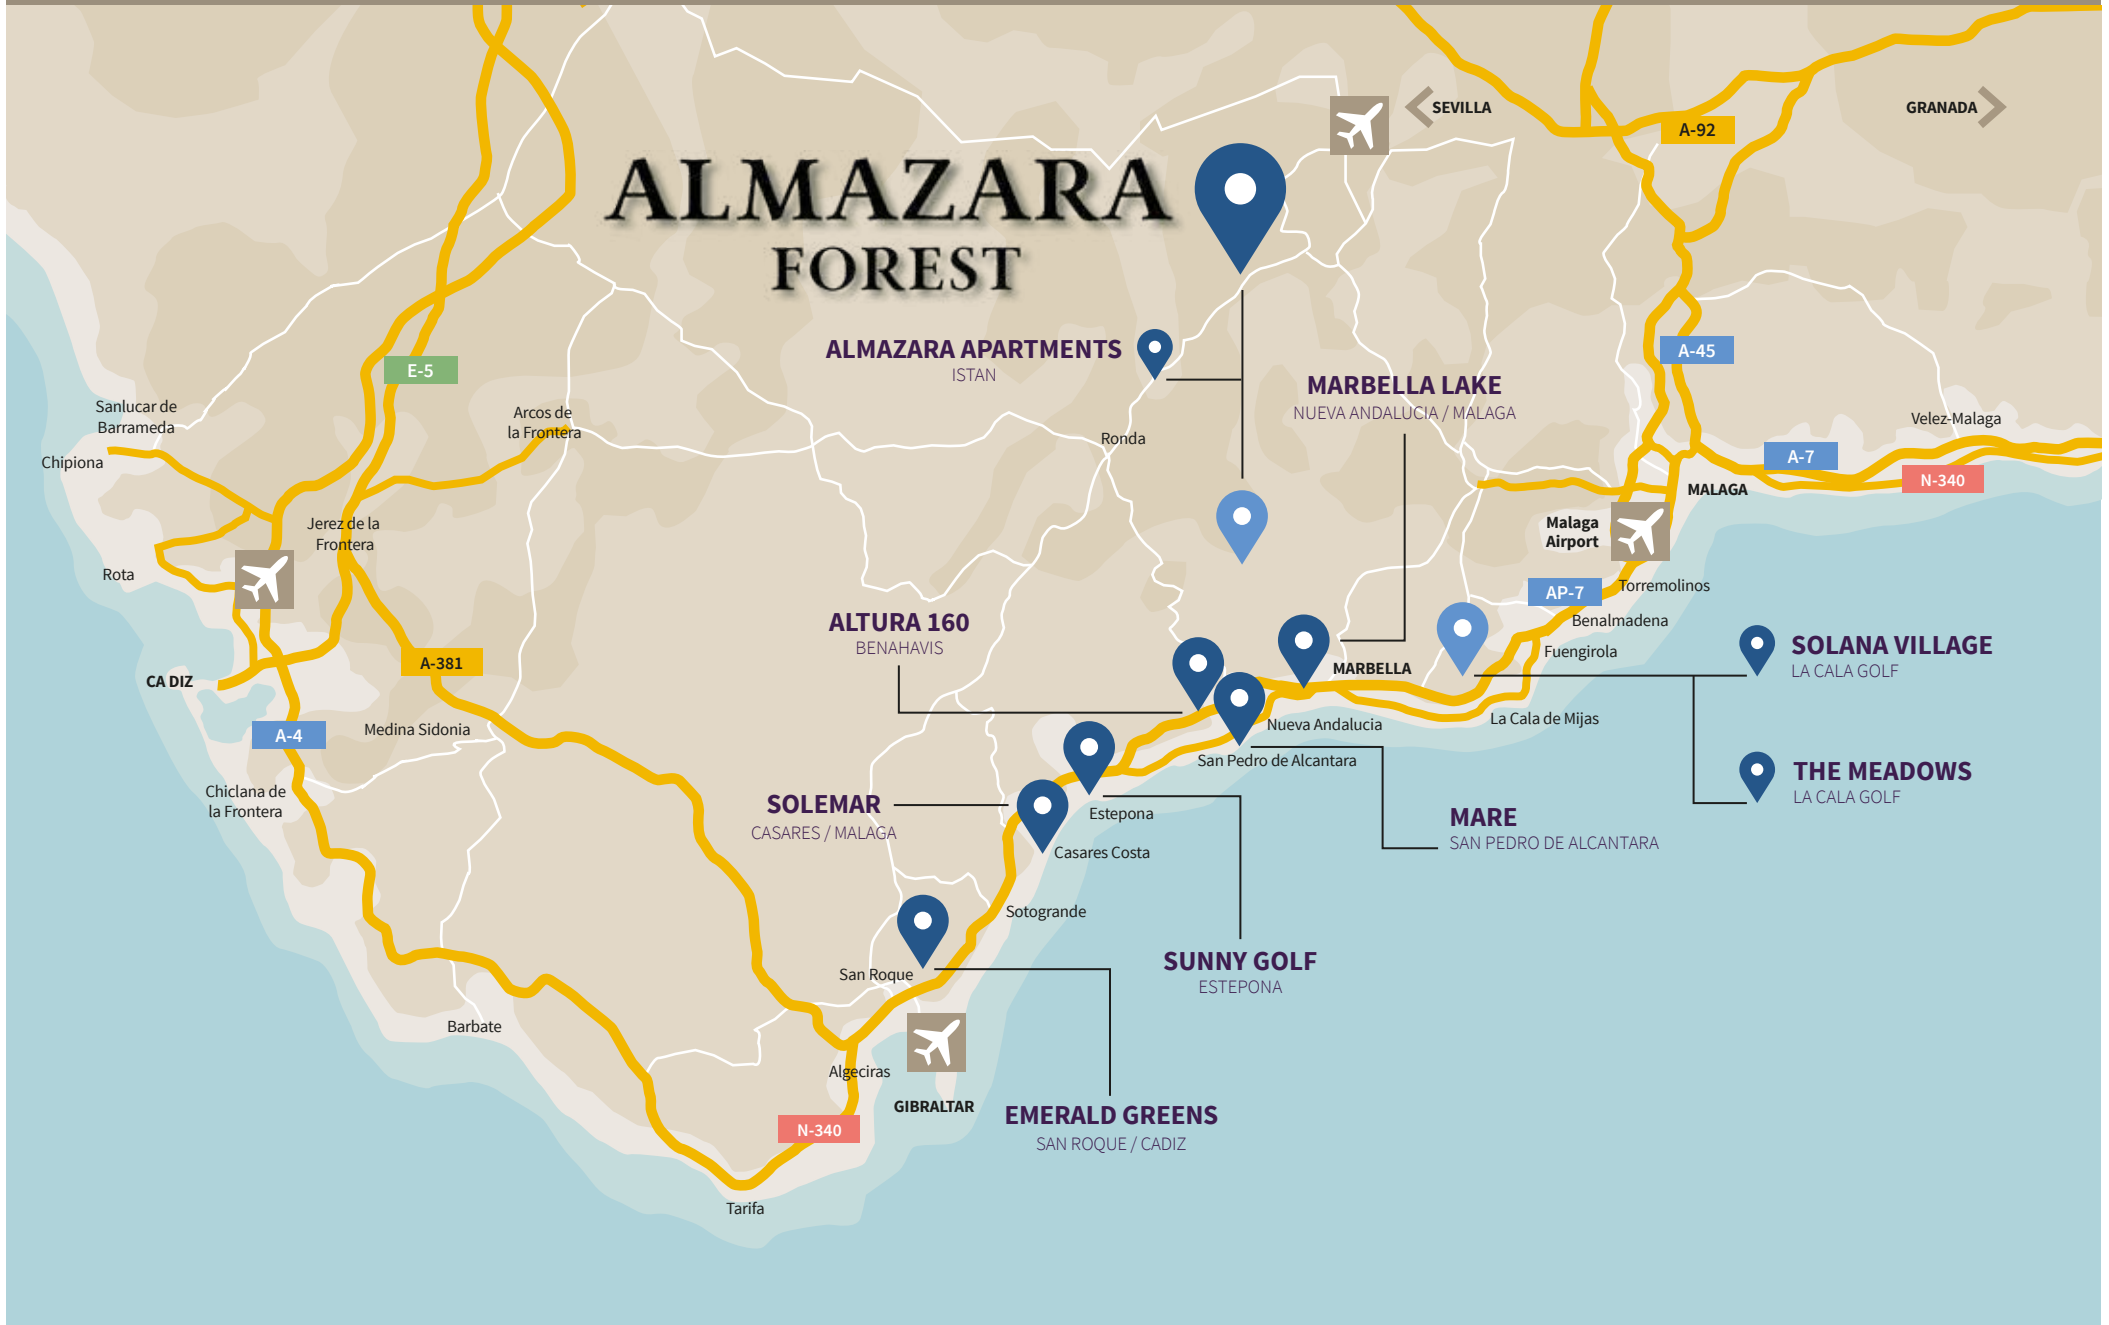 SEVILLA
GRANADA
A-92
ALMAZARA
FOREST
ALMAZARA APARTMENTS
ISTAN
E-5
A-45
MARBELLA LAKE
NUEVA ANDALUCIA / MALAGA
Sanlucar de
Barrameda
Arcos de
la Frontera
Velez-Malaga
Ronda
Chipiona
A-7
N-340
MALAGA
Jerez de la
Frontera
Malaga
Airport
Rota
AP-7
Torremolinos
Benalmadena
ALTURA 160
BENAHAVIS
Fuengirola
SOLANA VILLAGE
LA CALA GOLF
A-381
MARBELLA
CA DIZ
La Cala de Mijas
Nueva Andalucia
Medina Sidonia
A-4
San Pedro de Alcantara
THE MEADOWS
LA CALA GOLF
Chiclana de
la Frontera
SOLEMAR
CASARES / MALAGA
Estepona
MARE
SAN PEDRO DE ALCANTARA
Casares Costa
Sotogrande
SUNNY GOLF
ESTEPONA
San Roque
Barbate
Algeciras
GIBRALTAR
EMERALD GREENS
SAN ROQUE / CADIZ
N-340
Tarifa